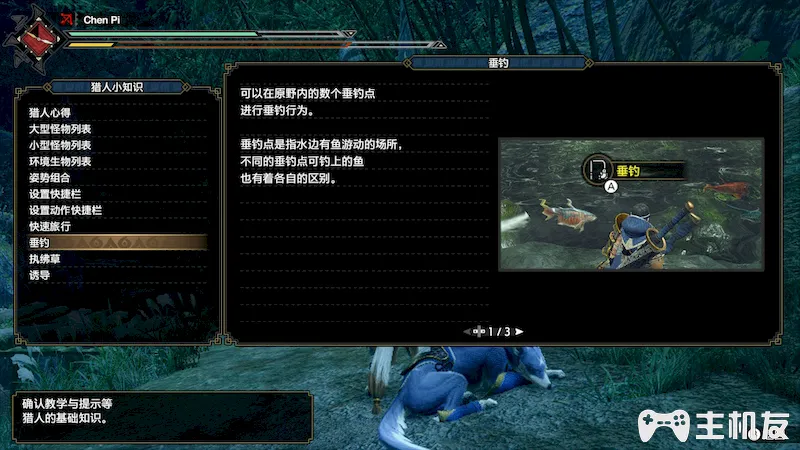 Chen Pi
猎人小知识
猎人心得
大型怪物列表
小型怪物列表
环境生物列表
姿势组合
设置快捷栏
设置动作快捷栏
快速旅行
垂钓
执绋草
诱导
垂钓
可以在原野内的数个垂钓点
进行垂钓行为。
垂钓点是指水边有鱼游动的场所，
不同的垂钓点可钓上的鱼
也有着各自的区别。
垂钓
A
1 / 3
确认教学与提示等
猎人的基础知识。
主机友